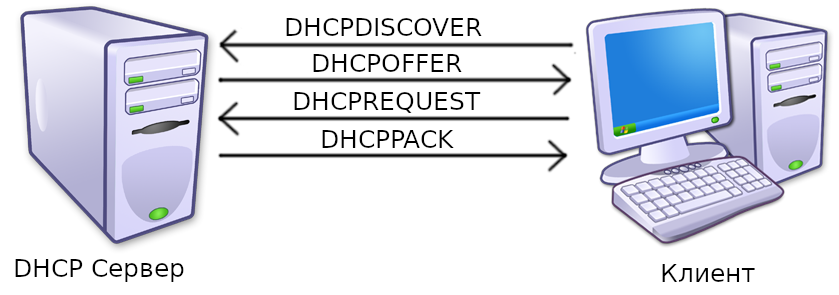 DHCPDISCOVER
DHCPOFFER
DHCPREQUEST
DHCPPACK
DHCP Сервер
Клиент